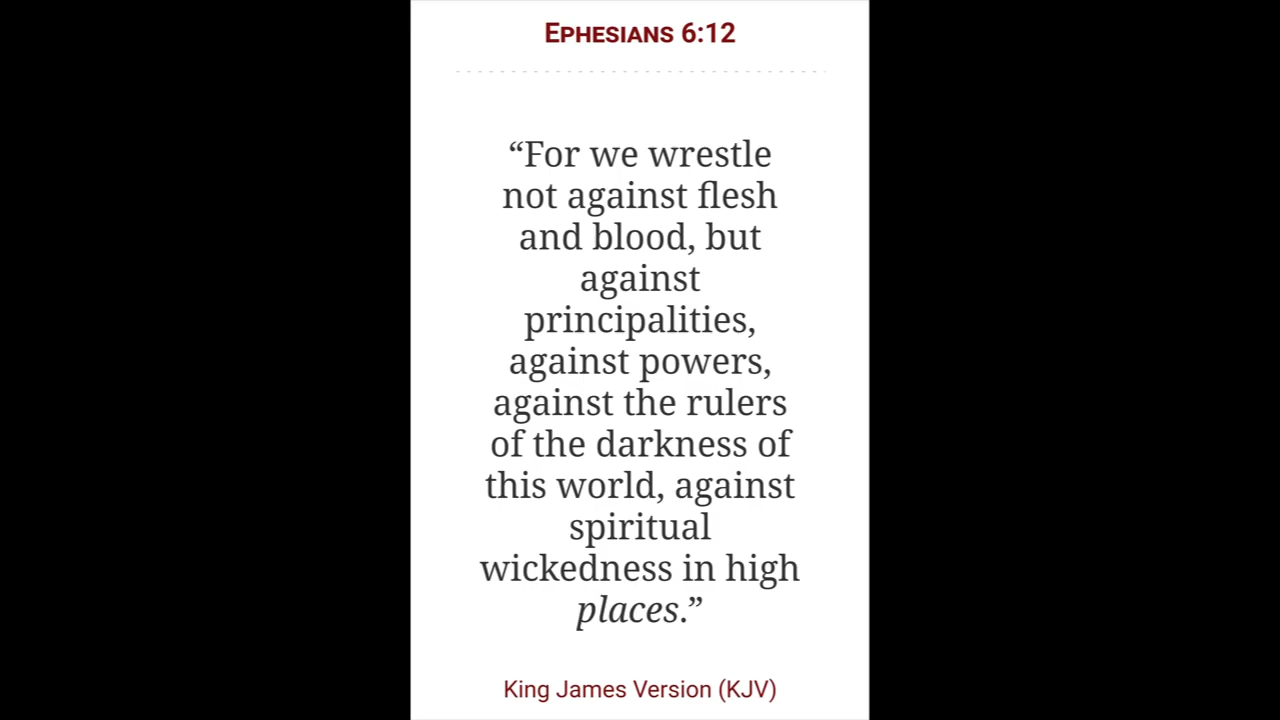 Ephesians 6:12
“For we wrestle
not against flesh
and blood, but
against
principalities,
against powers,
against the rulers
of the darkness of
this world, against
spiritual
wickedness in high
places.”
King James Version (KJV)